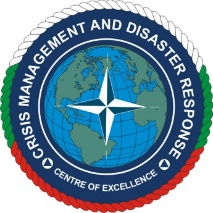 CRISIS MANAGEMENT AND DISASTER RESPONSE
CENTRE OF EXCELLENCE